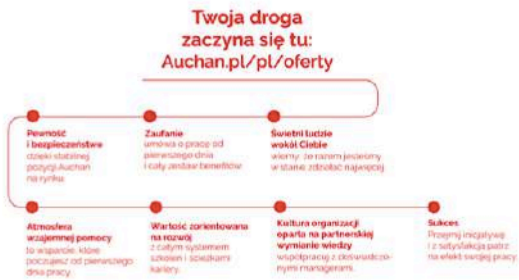 Twoja droga
zaczyna się tu:
Auchan.pl/pl/oferty
Pewność
i bezpieczeństwo
dzięki stabilnej
pozycji Auchan
na rynku.
Zaufanie
umowa o pracę od
pierwszego dnia
i cały zestaw benefitów
Świetni ludzie
wokół Ciebie
wiemy, że razem jesteśmy
w stanie zdziałać najwięcej
Atmosfera
wzajemnej pomocy
to wsparcie, które
poczujesz od pierwszego
dnia pracy.
Wartość zorientowana
na rozwój
z całym systemem
szkoleń i ścieżkami
kariery.
Kultura organizacji
oparta na partnerskiej
wymianie wiedzy
współpracuj z doświadczo-
nymi managerami.
Sukces
Przejmij inicjatywę
i z satysfakcją patrz
na efekt swojej pracy.